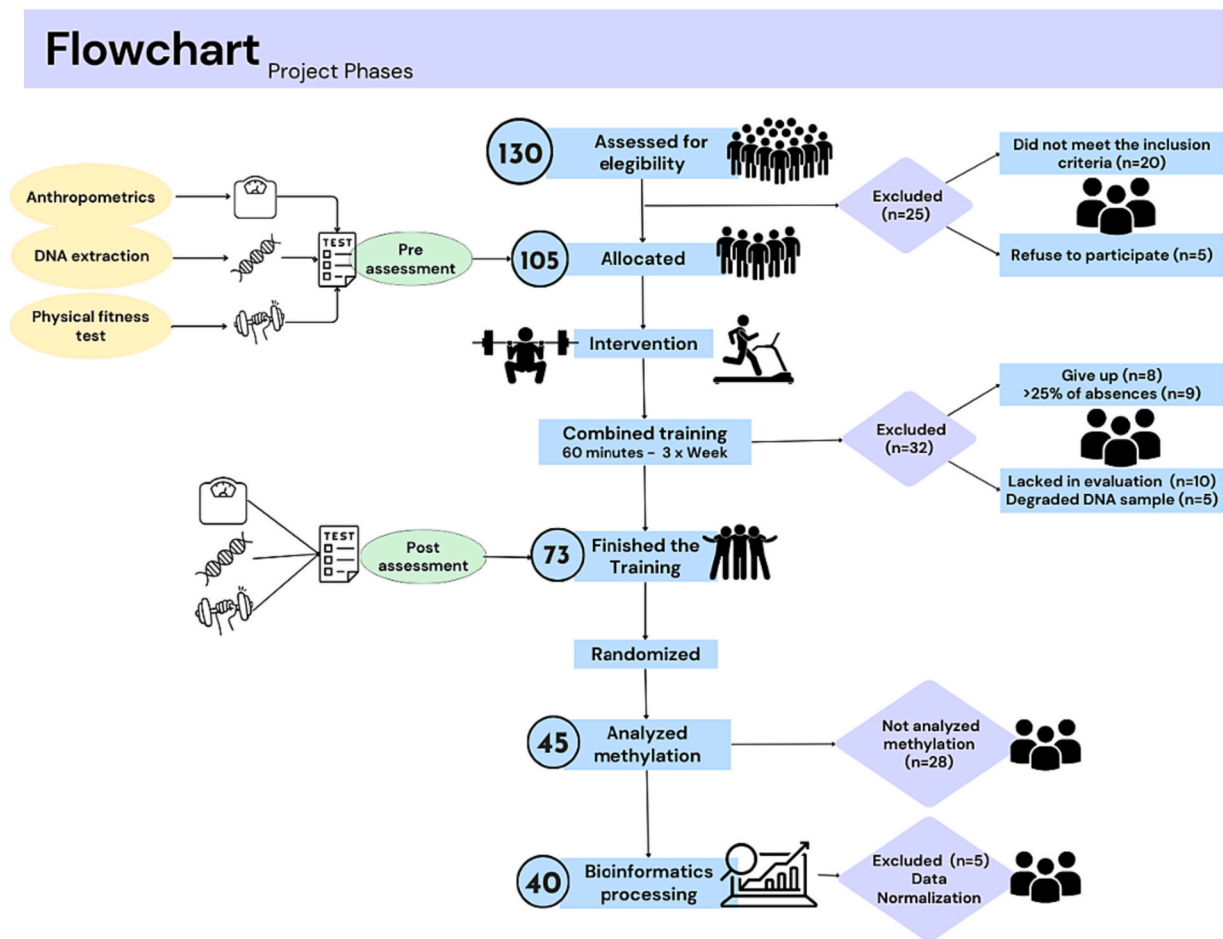 Flowchart
Project Phases
130
Assessed for
elegibility
Excluded
(n=25)
Did not meet the inclusion
criteria (n=20)
Refuse to participate (n=5)
Anthropometrics
DNA extraction
Physical fitness
test
TEST
Pre
assessment
105
Allocated
Intervention
Combined training
60 minutes - 3 x Week
Excluded
(n=32)
Give up (n=8)
>25% of absences (n=9)
Lacked in evaluation (n=10)
Degraded DNA sample (n=5)
TEST
Post
assessment
73
Finished the
Training
Randomized
45
Analyzed
methylation
Not analyzed
methylation
(n=28)
40
Bioinformatics
processing
Excluded (n=5)
Data
Normalization